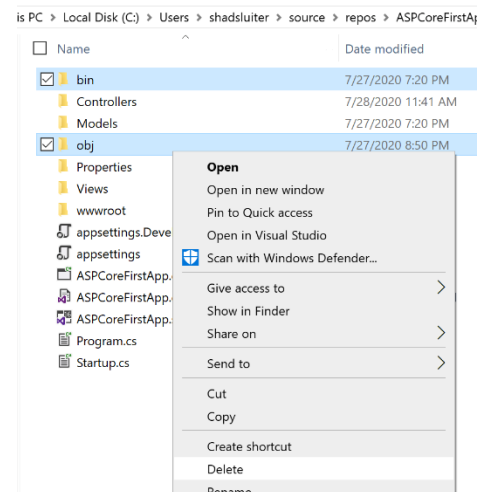 is PC > Local Disk (C:) > Users > shadsluiter > source > repos > ASPCoreFirstAp
Name Date modified
bin 7/27/2020 7:20 PM
Controllers 7/28/2020 11:41 AM
Models 7/27/2020 7:20 PM
obj 7/27/2020 8:50 PM
Properties
Views
wwwroot
appsettings.Deve
appsettings
ASPCoreFirstApp.
ASPCoreFirstApp.
ASPCoreFirstApp.
Program.cs
Startup.cs
Open
Open in new window
Pin to Quick access
Open in Visual Studio
Scan with Windows Defender...
Give access to >
Show in Finder
Share on >
Send to >
Cut
Copy
Create shortcut
Delete
Rename